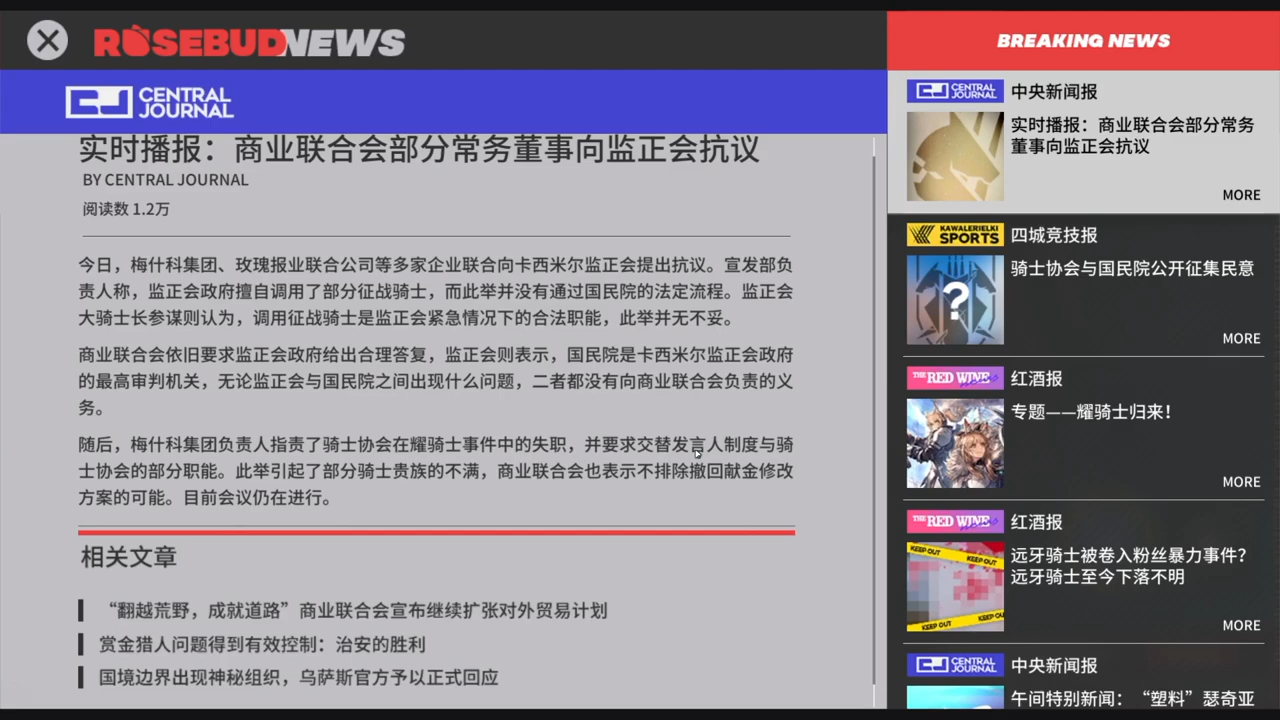 ROSEBUDNEWS
CENTRAL JOURNAL
实时播报：商业联合会部分常务董事向监正会抗议
BY CENTRAL JOURNAL
阅读数 1.2万
今日，梅什科集团、玫瑰报业联合公司等多家企业联合向卡西米尔监正会提出抗议。宣发部负
责人称，监正会政府擅自调用了部分征战骑士，而此举并没有通过国民院的法定流程。监正会
大骑士长参谋则认为，调用征战骑士是监正会紧急情况下的合法职能，此举并无不妥。
商业联合会依旧要求监正会政府给出合理答复，监正会则表示，国民院是卡西米尔监正会政府
的最高审判机关，无论监正会与国民院之间出现什么问题，二者都没有向商业联合会负责的义
务。
随后，梅什科集团负责人指责了骑士协会在耀骑士事件中的失职，并要求交替发言人制度与骑
士协会的部分职能。此举引起了部分骑士贵族的不满，商业联合会也表示不排除撤回献金修改
方案的可能。目前会议仍在进行。
相关文章
“翻越荒野，成就道路”商业联合会宣布继续扩张对外贸易计划
赏金猎人问题得到有效控制：治安的胜利
国境边界出现神秘组织，乌萨斯官方予以正式回应
BREAKING NEWS
CENTRAL JOURNAL
中央新闻报
实时播报：商业联合会部分常务
董事向监正会抗议
MORE
KAWALERIELKI SPORTS
四城竞技报
骑士协会与国民院公开征集民意
?
MORE
THE RED WINE news
红酒报
专题——耀骑士归来！
MORE
THE RED WINE news
红酒报
远牙骑士被卷入粉丝暴力事件？
远牙骑士至今下落不明
KEEP OUT
KEEP OUT
KEEP OUT
KEEP OUT
MORE
CENTRAL JOURNAL
中央新闻报
午间特别新闻：“塑料”瑟奇亚